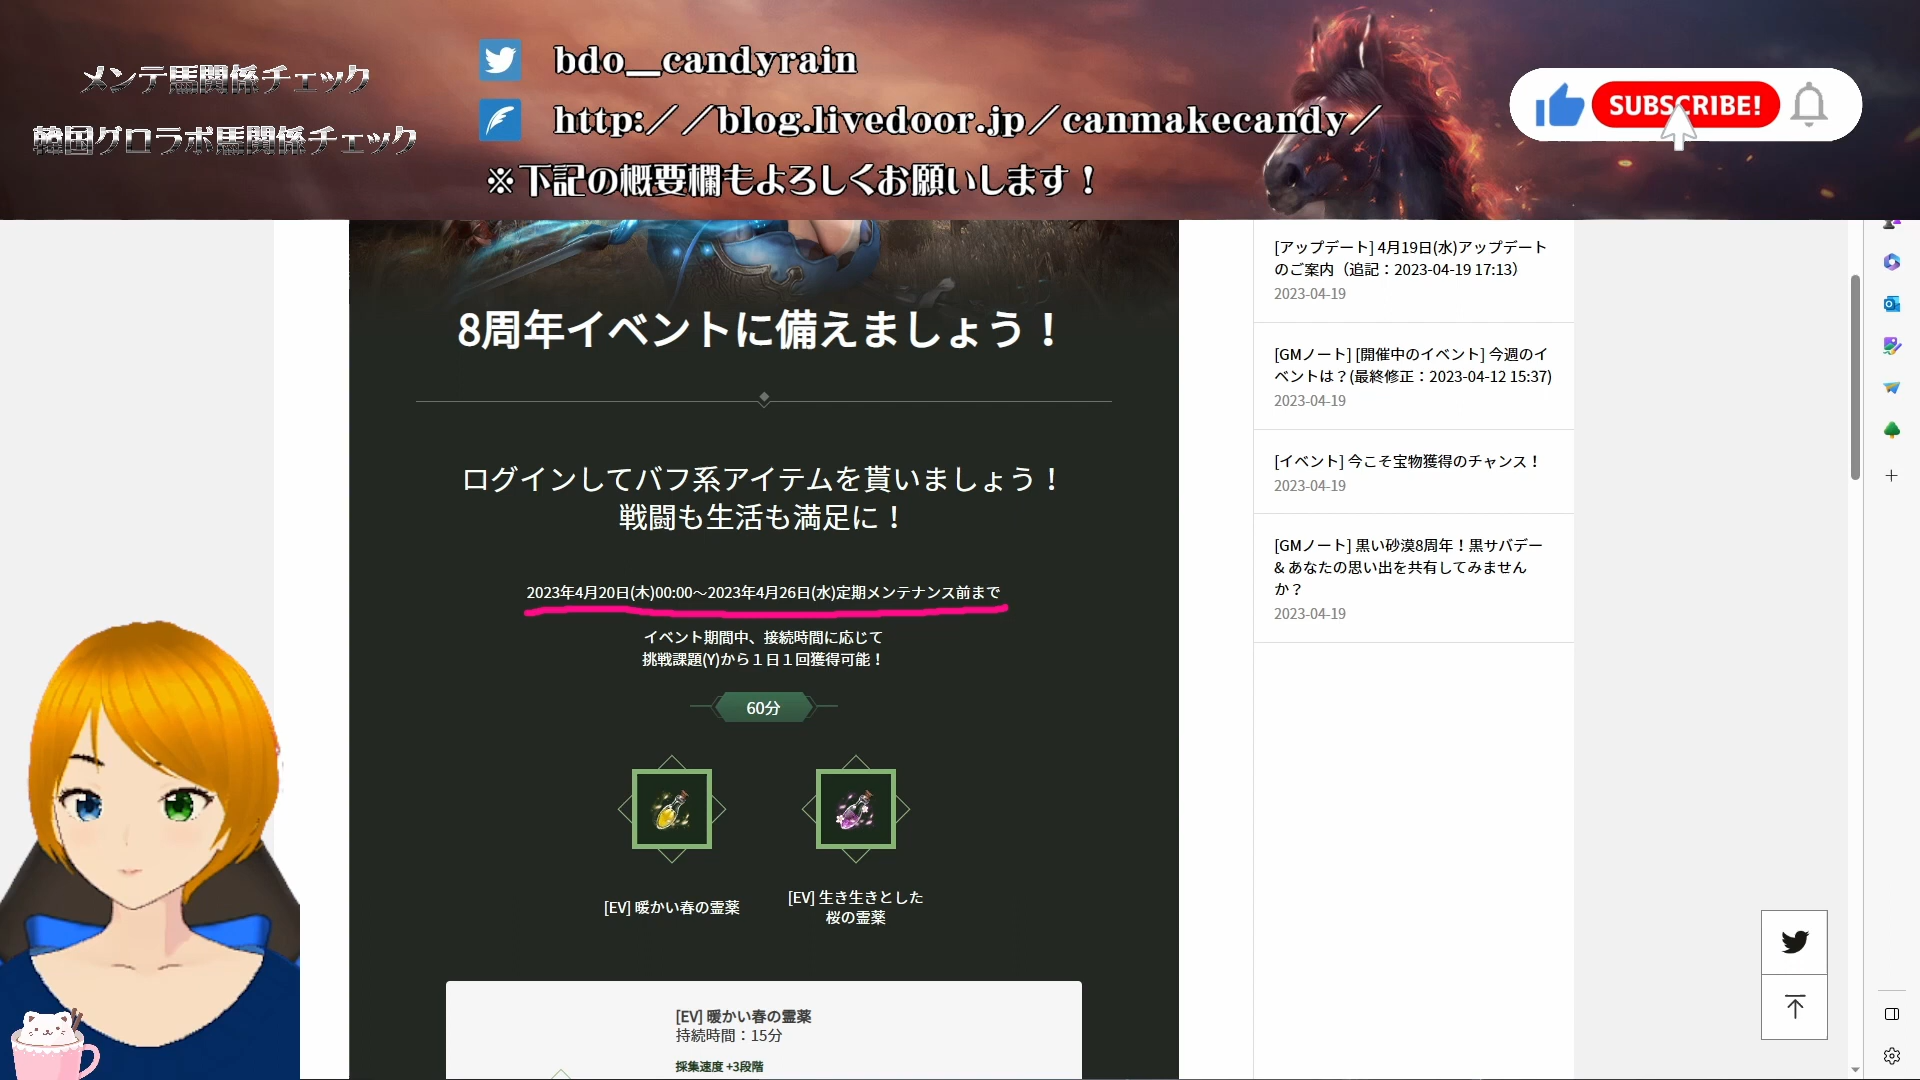 メンテ馬関係チェック
韓国グロラボ馬関係チェック
bdo__candyrain
http://blog.livedoor.jp/canmakecandy/
※下記の概要欄もよろしくお願いします！
SUBSCRIBE!
8周年イベントに備えましょう！
ログインしてバフ系アイテムを貰いましょう！
戦闘も生活も満足に！
2023年4月20日(木)00:00～2023年4月26日(水)定期メンテナンス前まで
イベント期間中、接続時間に応じて
挑戦課題(Y)から１日１回獲得可能！
60分
[EV] 暖かい春の霊薬
[EV] 生き生きとした
桜の霊薬
[EV] 暖かい春の霊薬
持続時間：15分
採集速度 +3段階
[アップデート] 4月19日(水)アップデート
のご案内（追記：2023-04-19 17:13）
2023-04-19
[GMノート] [開催中のイベント] 今週のイ
ベントは？(最終修正：2023-04-12 15:37)
2023-04-19
[イベント] 今こそ宝物獲得のチャンス！
2023-04-19
[GMノート] 黒い砂漠8周年！黒サバデー
& あなたの思い出を共有してみません
か？
2023-04-19